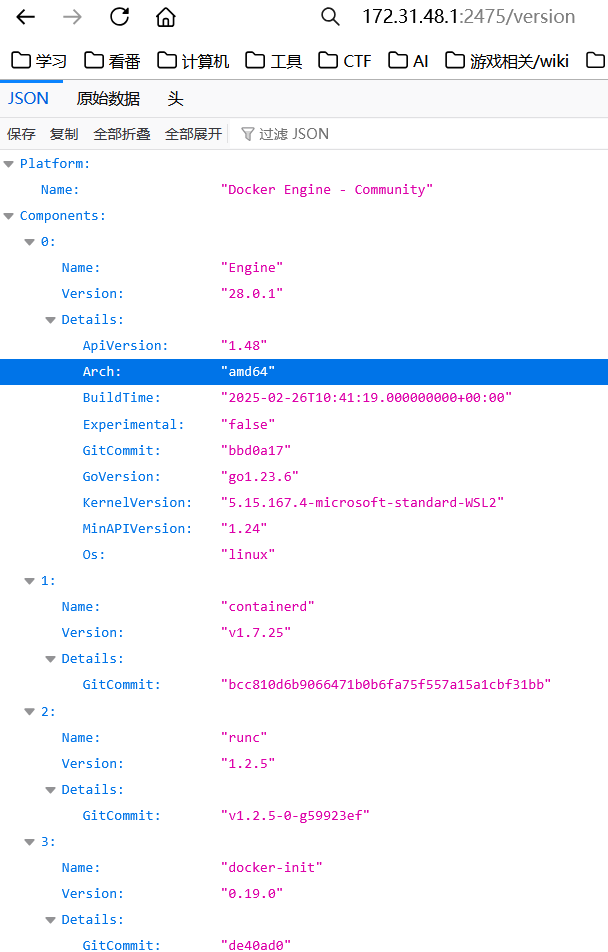 172.31.48.1:2475/version
学习 看番 计算机 工具 CTF AI 游戏相关/wiki
JSON 原始数据 头
保存 复制 全部折叠 全部展开 过滤 JSON
Platform:
Name: "Docker Engine - Community"
Components:
0:
Name: "Engine"
Version: "28.0.1"
Details:
ApiVersion: "1.48"
Arch: "amd64"
BuildTime: "2025-02-26T10:41:19.000000000+00:00"
Experimental: "false"
GitCommit: "bbd0a17"
GoVersion: "go1.23.6"
KernelVersion: "5.15.167.4-microsoft-standard-WSL2"
MinAPIVersion: "1.24"
Os: "linux"
1:
Name: "containerd"
Version: "v1.7.25"
Details:
GitCommit: "bcc810d6b9066471b0b6fa75f557a15a1cbf31bb"
2:
Name: "runc"
Version: "1.2.5"
Details:
GitCommit: "v1.2.5-0-g59923ef"
3:
Name: "docker-init"
Version: "0.19.0"
Details:
GitCommit: "de40ad0"